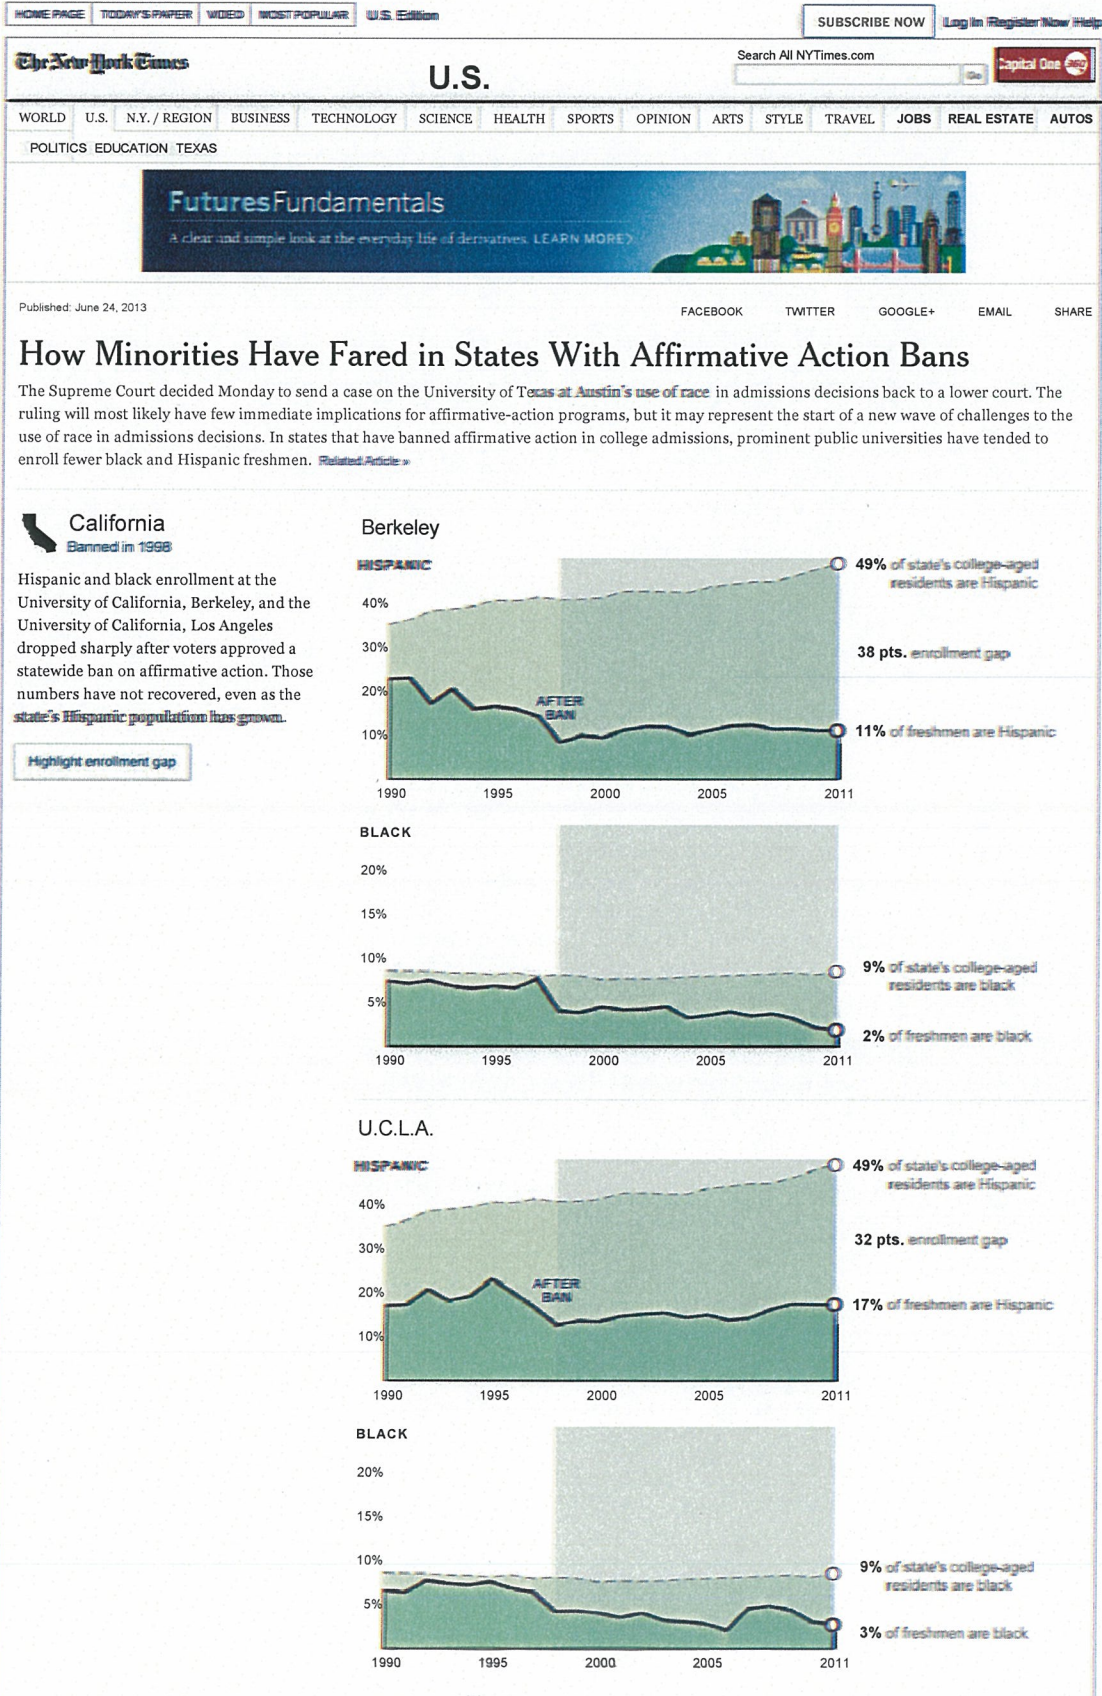 HOME PAGE TODAY'S PAPER VIDEO MOST POPULAR U.S. Edition
SUBSCRIBE NOW Log In Register Now Help
The New York Times
U.S.
Search All NYTimes.com
Go
Capital One 360
WORLD U.S. N.Y. / REGION BUSINESS TECHNOLOGY SCIENCE HEALTH SPORTS OPINION ARTS STYLE TRAVEL JOBS REAL ESTATE AUTOS
POLITICS EDUCATION TEXAS
FuturesFundamentals
A clear and simple look at the everyday life of derivatives. LEARN MORE>
Published: June 24, 2013
FACEBOOK TWITTER GOOGLE+ EMAIL SHARE
How Minorities Have Fared in States With Affirmative Action Bans
The Supreme Court decided Monday to send a case on the University of Texas at Austin's use of race in admissions decisions back to a lower court. The
ruling will most likely have few immediate implications for affirmative-action programs, but it may represent the start of a new wave of challenges to the
use of race in admissions decisions. In states that have banned affirmative action in college admissions, prominent public universities have tended to
enroll fewer black and Hispanic freshmen. Related Article »
California
Banned in 1998
Hispanic and black enrollment at the
University of California, Berkeley, and the
University of California, Los Angeles
dropped sharply after voters approved a
statewide ban on affirmative action. Those
numbers have not recovered, even as the
state's Hispanic population has grown.
Highlight enrollment gap
Berkeley
HISPANIC
49% of state's college-aged
residents are Hispanic
40%
30%
38 pts. enrollment gap
20%
AFTER
BAN
10%
11% of freshmen are Hispanic
1990 1995 2000 2005 2011
BLACK
20%
15%
10%
9% of state's college-aged
residents are black
5%
2% of freshmen are black
1990 1995 2000 2005 2011
U.C.L.A.
HISPANIC
49% of state's college-aged
residents are Hispanic
40%
30%
32 pts. enrollment gap
20%
AFTER
BAN
17% of freshmen are Hispanic
10%
1990 1995 2000 2005 2011
BLACK
20%
15%
10%
9% of state's college-aged
residents are black
5%
3% of freshmen are black
1990 1995 2000 2005 2011